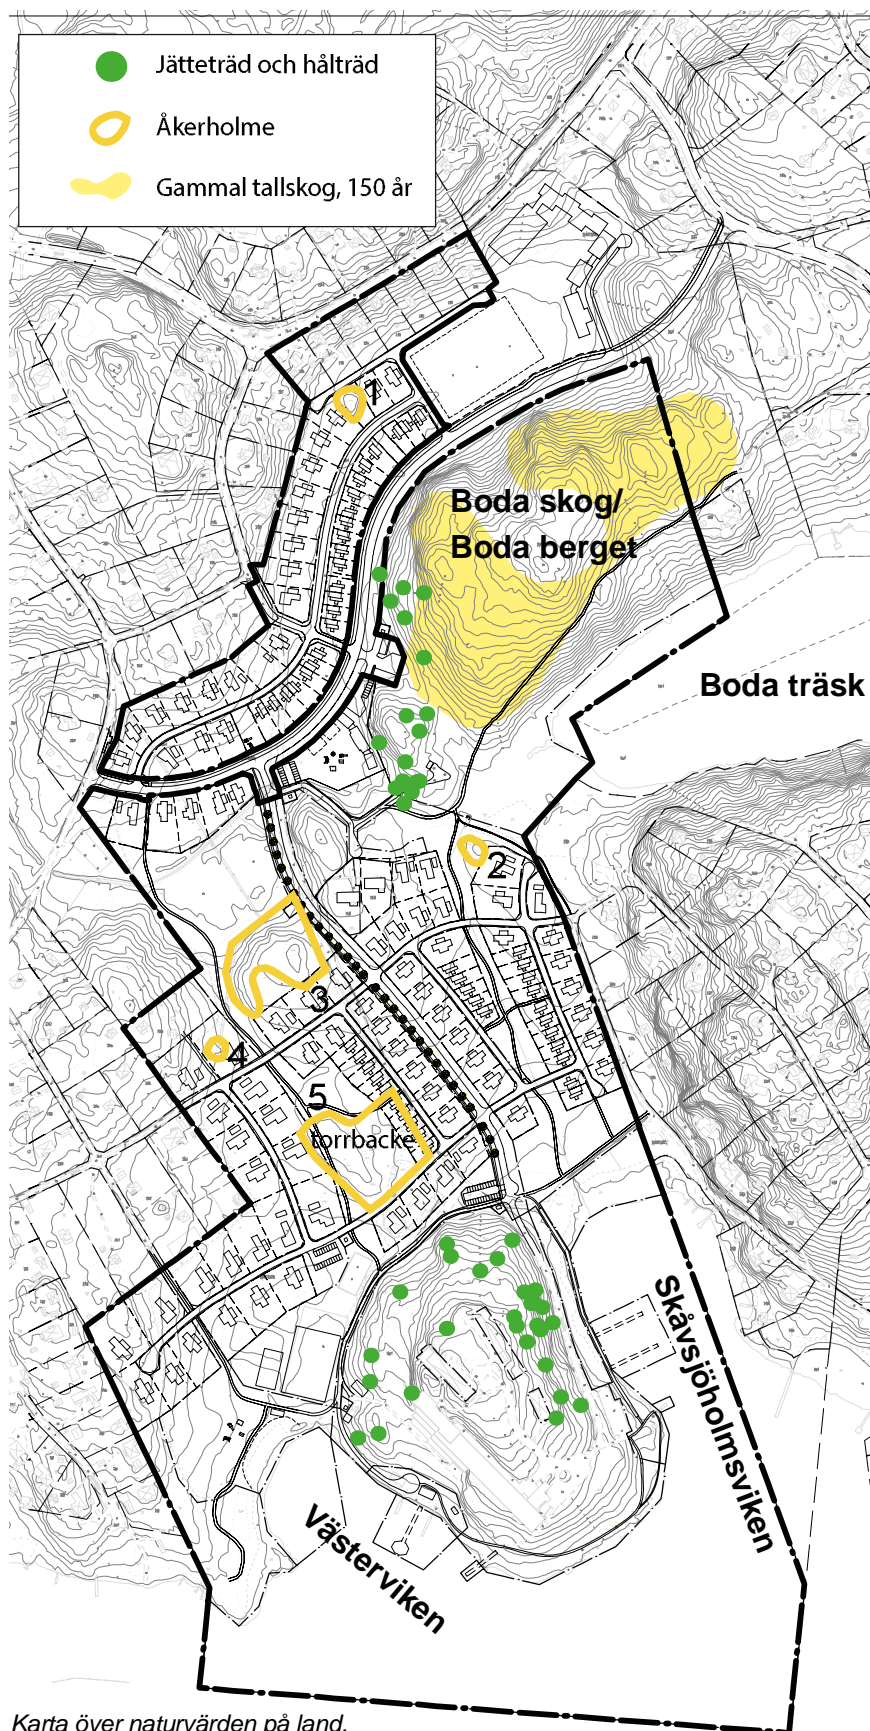 Jätteträd och hålträd
Åkerholme
Gammal tallskog, 150 år
1
Boda skog/
Boda berget
Boda träsk
2
3
4
5
torrbacke
Skåvsjöholmsviken
Västerviken
Karta över naturvärden på land.